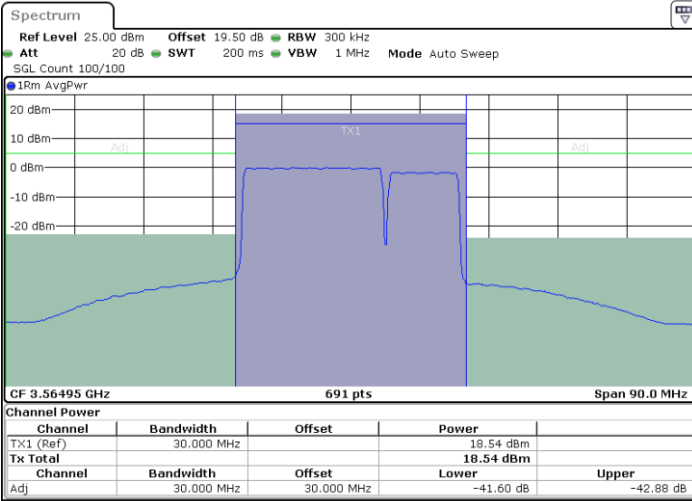 Spectrum
Ref Level 25.00 dBm Offset 19.50 dB RBW 300 kHz
Att 20 dB SWT 200 ms VBW 1 MHz Mode Auto Sweep
SGL Count 100/100
1Rm AvgPwr
20 dBm
TX1
10 dBm
Adj Adj
0 dBm
-10 dBm
-20 dBm
CF 3.56495 GHz 691 pts Span 90.0 MHz
Channel Power
Channel Bandwidth Offset Power
TX1 (Ref) 30.000 MHz 18.54 dBm
Tx Total 18.54 dBm
Channel Bandwidth Offset Lower Upper
Adj 30.000 MHz 30.000 MHz -41.60 dB -42.88 dB